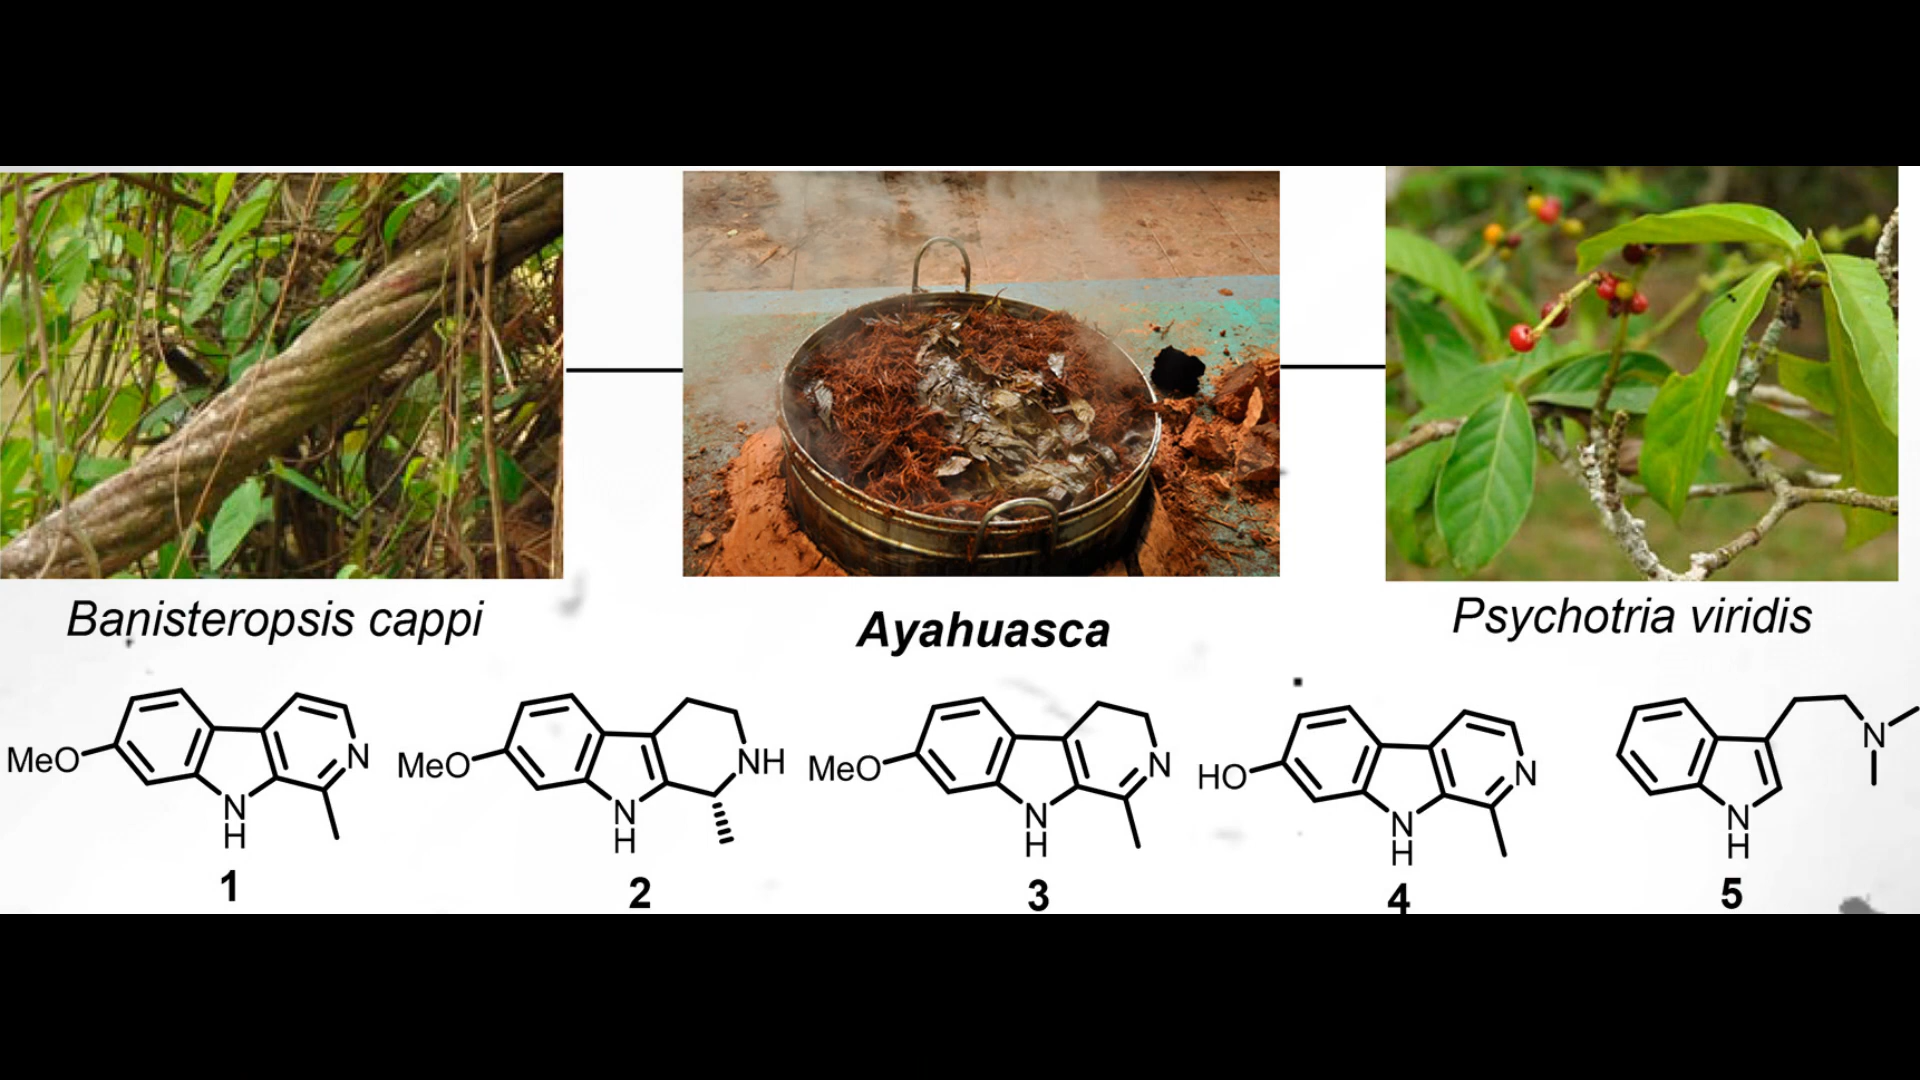 Banisteropsis cappi
Ayahuasca
Psychotria viridis
MeO
N
N
H
1
MeO
NH
N
H
2
MeO
N
N
H
3
HO
N
N
H
4
N
N
H
5